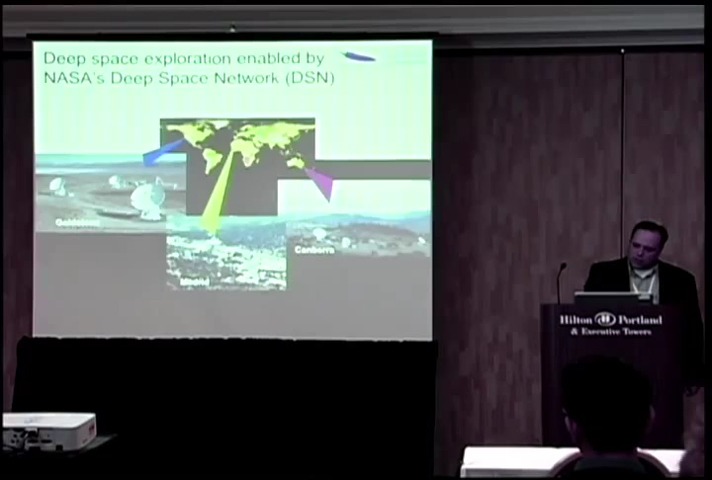 Deep space exploration enabled by
NASA's Deep Space Network (DSN)
Goldstone
Canberra
Madrid
Hilton Portland
& Executive Towers